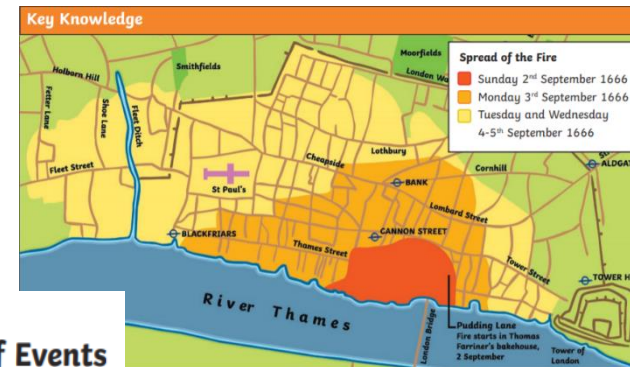 Key Knowledge
Spread of the Fire
Sunday 2nd September 1666
Monday 3rd September 1666
Tuesday and Wednesday
4-5th September 1666
Moorfields
London Wa
Smithfields
Holborn Hill
Fetter Lane
Shoe Lane
Fleet Ditch
Fleet Street
St Paul's
Cheapside
Lothbury
Cornhill
ALDGA
BANK
Lombard Street
BLACKFRIARS
CANNON STREET
Thames Street
Tower Street
TOWER H
River Thames
London Bridge
Pudding Lane
Fire starts in Thomas
Farriner's bakehouse,
2 September
Tower of
London
f Events